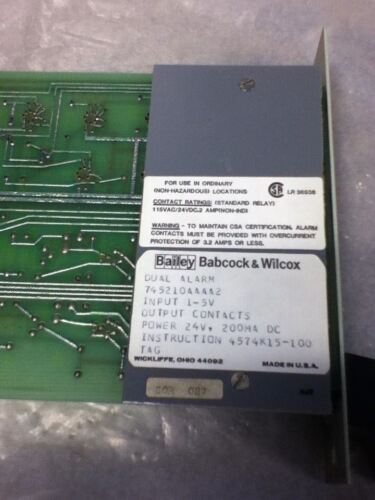 FOR USE IN ORDINARY
(NON-HAZARDOUS) LOCATIONS
LR 36938
CONTACT RATINGS: (STANDARD RELAY)
115VAC/24VDC,2 AMP(NON-IND)
WARNING - TO MAINTAIN CSA CERTIFICATION, ALARM
CONTACTS MUST BE PROVIDED WITH OVERCURRENT
PROTECTION OF 3.2 AMPS OR LESS.
Bailey Babcock & Wilcox
DUAL ALARM
745210AAAA2
INPUT 1-5V
OUTPUT CONTACTS
POWER 24V, 200MA DC
INSTRUCTION 4574K15-100
TAG
WICKLIFFE, OHIO 44092
MADE IN U.S.A.